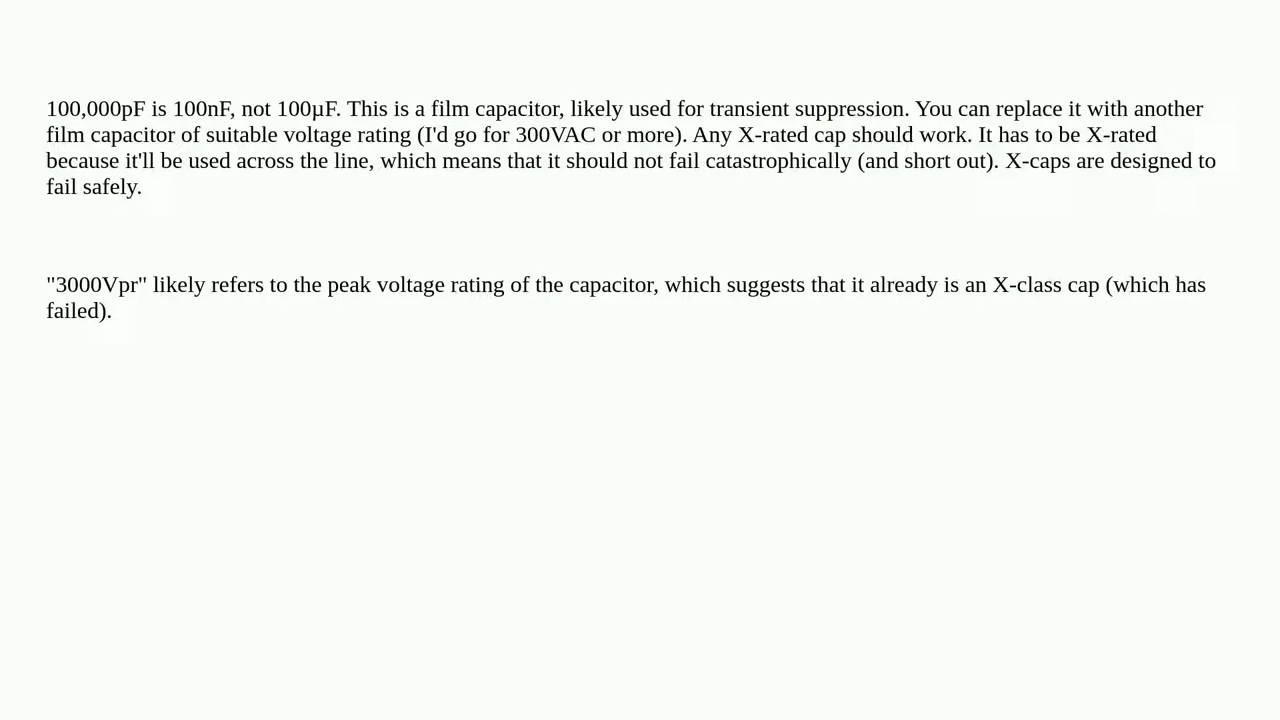 100,000pF is 100nF, not 100µF. This is a film capacitor, likely used for transient suppression. You can replace it with another
film capacitor of suitable voltage rating (I'd go for 300VAC or more). Any X-rated cap should work. It has to be X-rated
because it'll be used across the line, which means that it should not fail catastrophically (and short out). X-caps are designed to
fail safely.
"3000Vpr" likely refers to the peak voltage rating of the capacitor, which suggests that it already is an X-class cap (which has
failed).